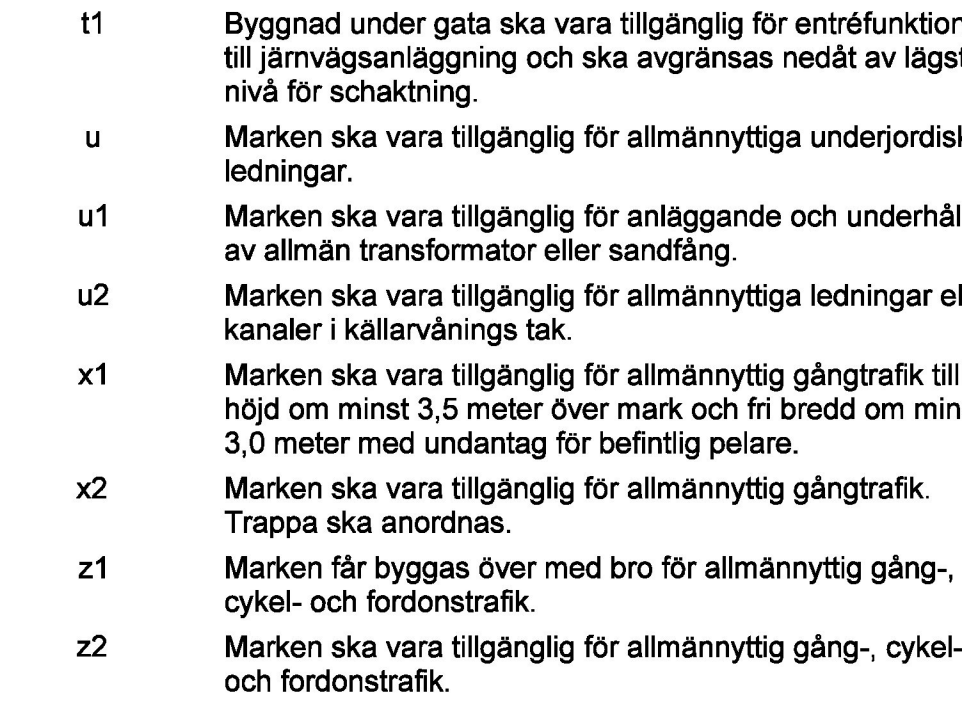 t1 Byggnad under gata ska vara tillgänglig för entréfunktion
till järnvägsanläggning och ska avgränsas nedåt av lägst
nivå för schaktning.
u Marken ska vara tillgänglig för allmännyttiga underjordisk
ledningar.
u1 Marken ska vara tillgänglig för anläggande och underhål
av allmän transformator eller sandfång.
u2 Marken ska vara tillgänglig för allmännyttiga ledningar el
kanaler i källarvånings tak.
x1 Marken ska vara tillgänglig för allmännyttig gångtrafik till
höjd om minst 3,5 meter över mark och fri bredd om min
3,0 meter med undantag för befintlig pelare.
x2 Marken ska vara tillgänglig för allmännyttig gångtrafik.
Trappa ska anordnas.
z1 Marken får byggas över med bro för allmännyttig gång-,
cykel- och fordonstrafik.
z2 Marken ska vara tillgänglig för allmännyttig gång-, cykel-
och fordonstrafik.